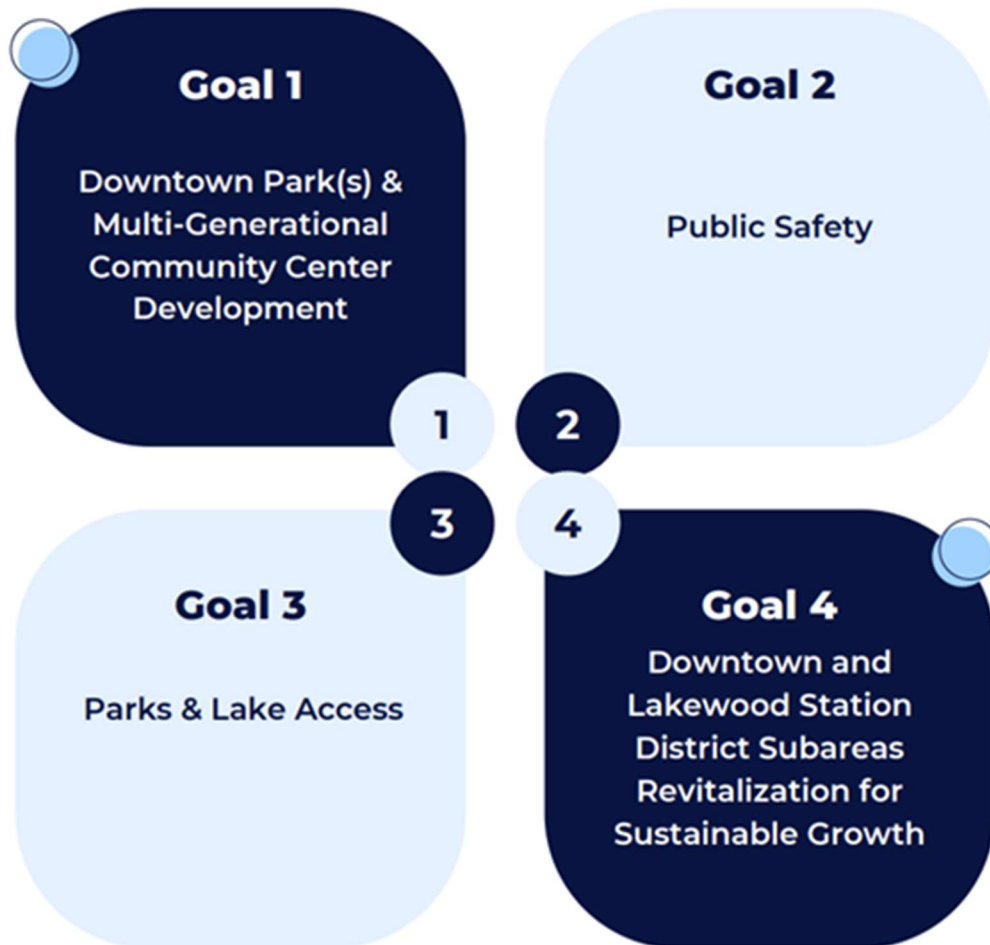 Goal 1
Downtown Park(s) &
Multi-Generational
Community Center
Development
1
Goal 2
Public Safety
2
Goal 3
Parks & Lake Access
3
Goal 4
Downtown and
Lakewood Station
District Subareas
Revitalization for
Sustainable Growth
4